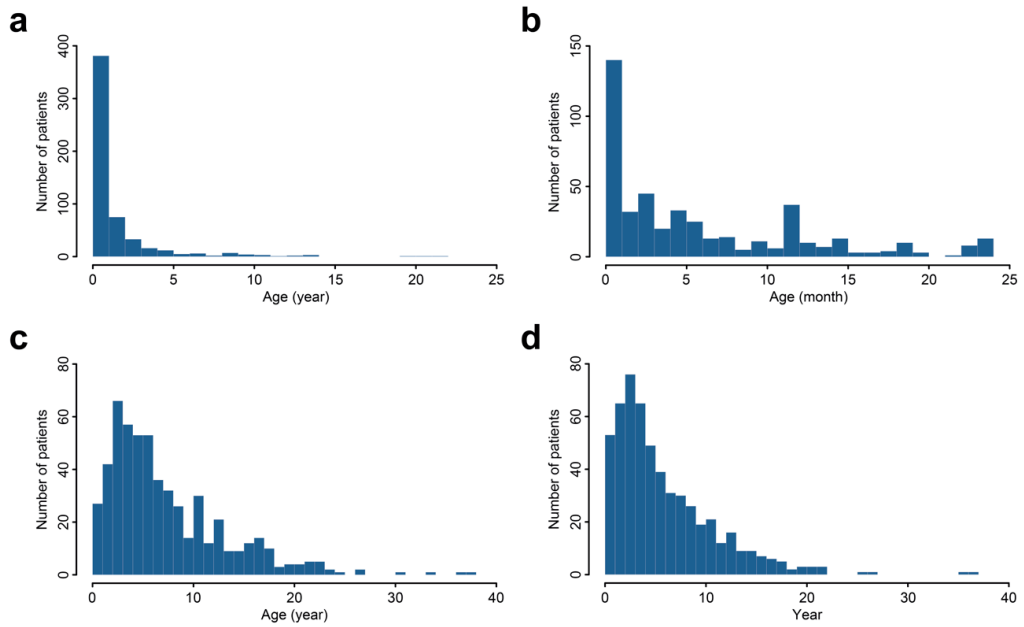 a
b
Number of patients
0 100 200 300 400
0 5 10 15 20 25
Age (year)
Number of patients
0 50 100 150
0 5 10 15 20 25
Age (month)
c
d
Number of patients
0 20 40 60 80
0 10 20 30 40
Age (year)
Number of patients
0 20 40 60 80
0 10 20 30 40
Year